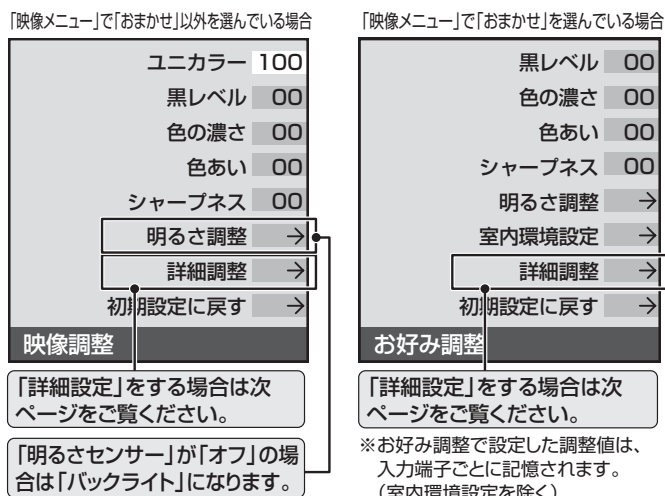 「映像メニュー」で「おまかせ」以外を選んでいる場合
ユニカラー 100
黒レベル 00
色の濃さ 00
色あい 00
シャープネス 00
明るさ調整 →
詳細調整 →
初期設定に戻す →
映像調整
「詳細設定」をする場合は次
ページをご覧ください。
「明るさセンサー」が「オフ」の場
合は「バックライト」になります。
「映像メニュー」で「おまかせ」を選んでいる場合
黒レベル 00
色の濃さ 00
色あい 00
シャープネス 00
明るさ調整 →
室内環境設定 →
詳細調整 →
初期設定に戻す →
お好み調整
「詳細設定」をする場合は次
ページをご覧ください。
※お好み調整で設定した調整値は、
入力端子ごとに記憶されます。
(室内環境設定を除く)